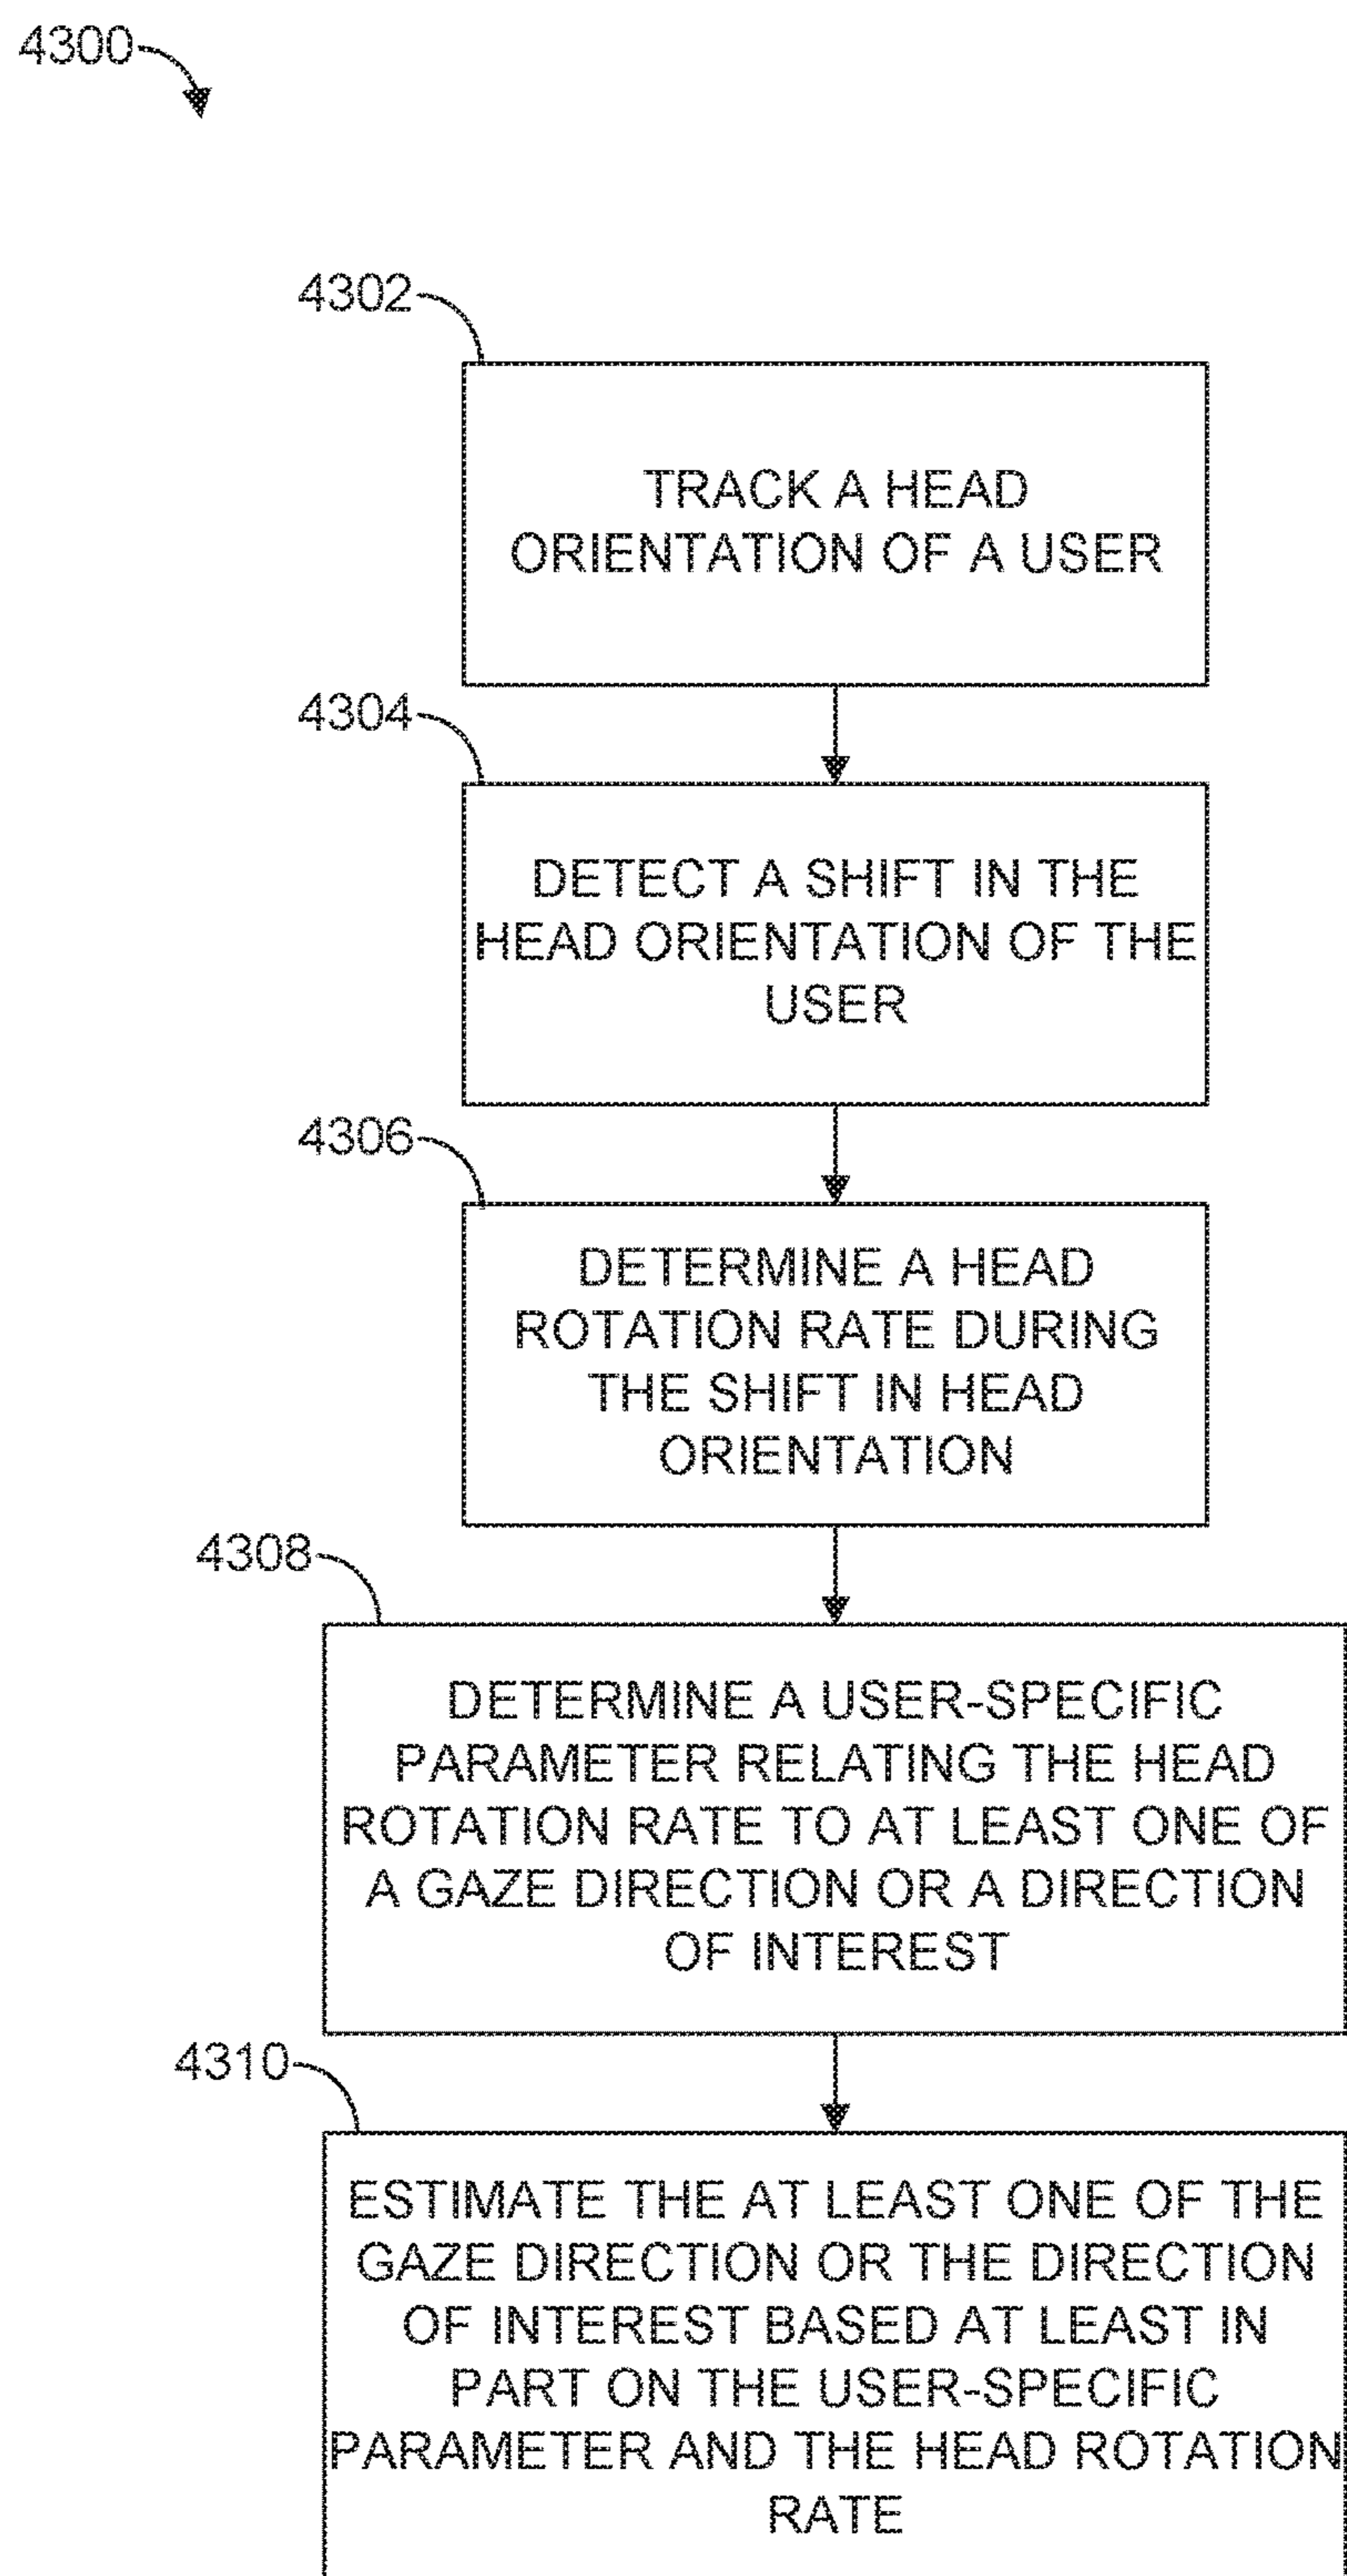 4300
4302
TRACK A HEAD
ORIENTATION OF A USER
4304
DETECT A SHIFT IN THE
HEAD ORIENTATION OF THE
USER
4306
DETERMINE A HEAD
ROTATION RATE DURING
THE SHIFT IN HEAD
ORIENTATION
4308
DETERMINE A USER-SPECIFIC
PARAMETER RELATING THE HEAD
ROTATION RATE TO AT LEAST ONE OF
A GAZE DIRECTION OR A DIRECTION
OF INTEREST
4310
ESTIMATE THE AT LEAST ONE OF THE
GAZE DIRECTION OR THE DIRECTION
OF INTEREST BASED AT LEAST IN
PART ON THE USER-SPECIFIC
PARAMETER AND THE HEAD ROTATION
RATE